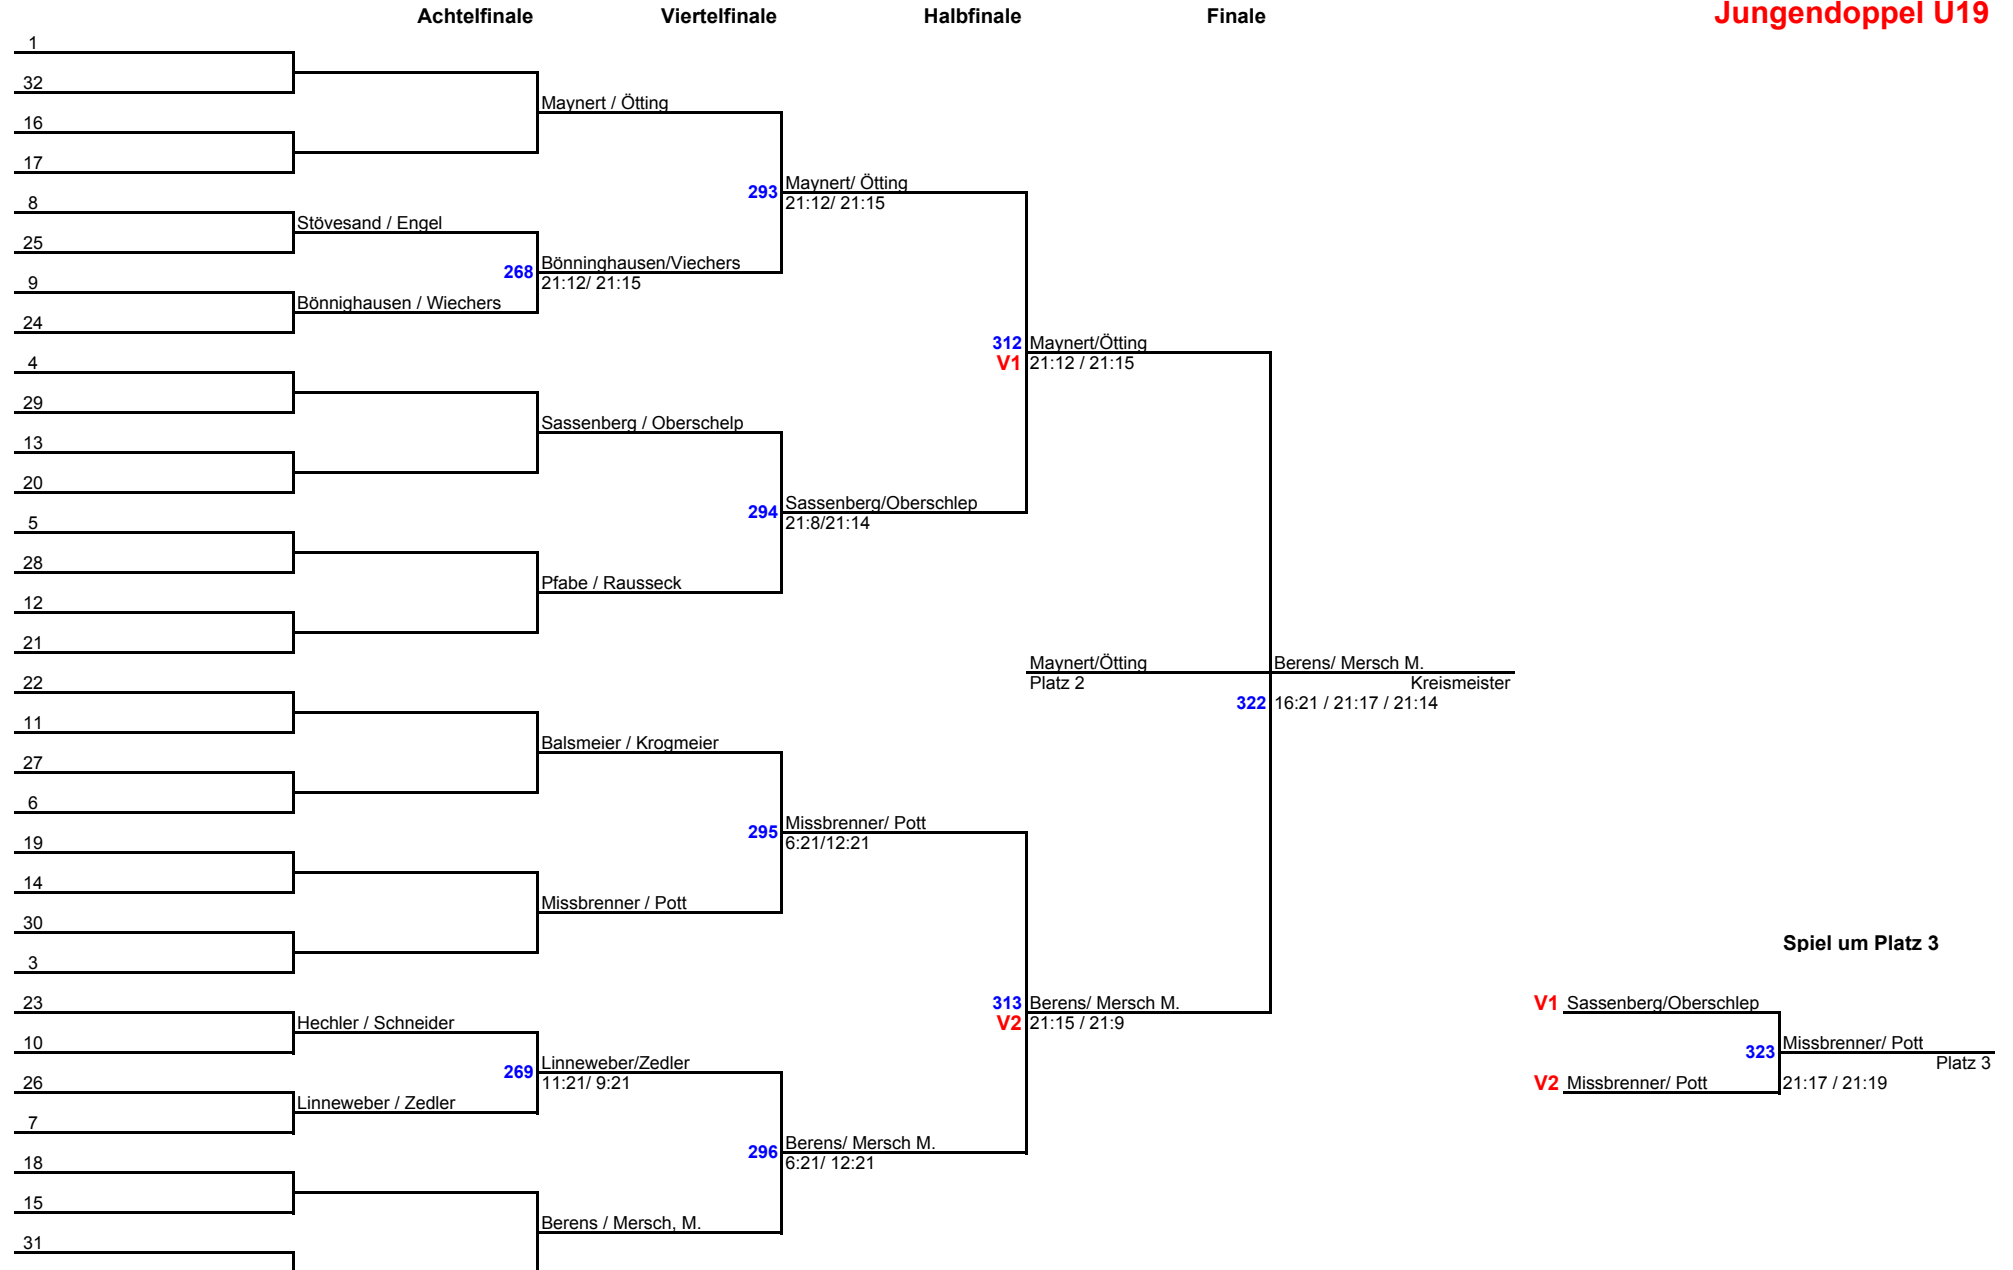 Achtelfinale Viertelfinale Halbfinale Finale Jungendoppel U19
1
32
Maynert / Ötting
16
17
293 Maynert/ Ötting
21:12/ 21:15
8
Stövesand / Engel
25
268 Bönninghausen/Viechers
21:12/ 21:15
9
Bönnighausen / Wiechers
24
312 Maynert/Ötting
V1 21:12 / 21:15
4
29
Sassenberg / Oberschelp
13
20
294 Sassenberg/Oberschlep
21:8/21:14
5
28
Pfabe / Rausseck
12
21
Maynert/Ötting Berens/ Mersch M.
Platz 2 Kreismeister
322 16:21 / 21:17 / 21:14
22
11
Balsmeier / Krogmeier
27
6
295 Missbrenner/ Pott
6:21/12:21
19
14
Missbrenner / Pott
30
3
Spiel um Platz 3
23
313 Berens/ Mersch M.
V2 21:15 / 21:9
V1 Sassenberg/Oberschlep
Hechler / Schneider
10
269 Linneweber/Zedler
11:21/ 9:21
323 Missbrenner/ Pott
Platz 3
26
V2 Missbrenner/ Pott 21:17 / 21:19
Linneweber / Zedler
7
296 Berens/ Mersch M.
6:21/ 12:21
18
15
Berens / Mersch, M.
31